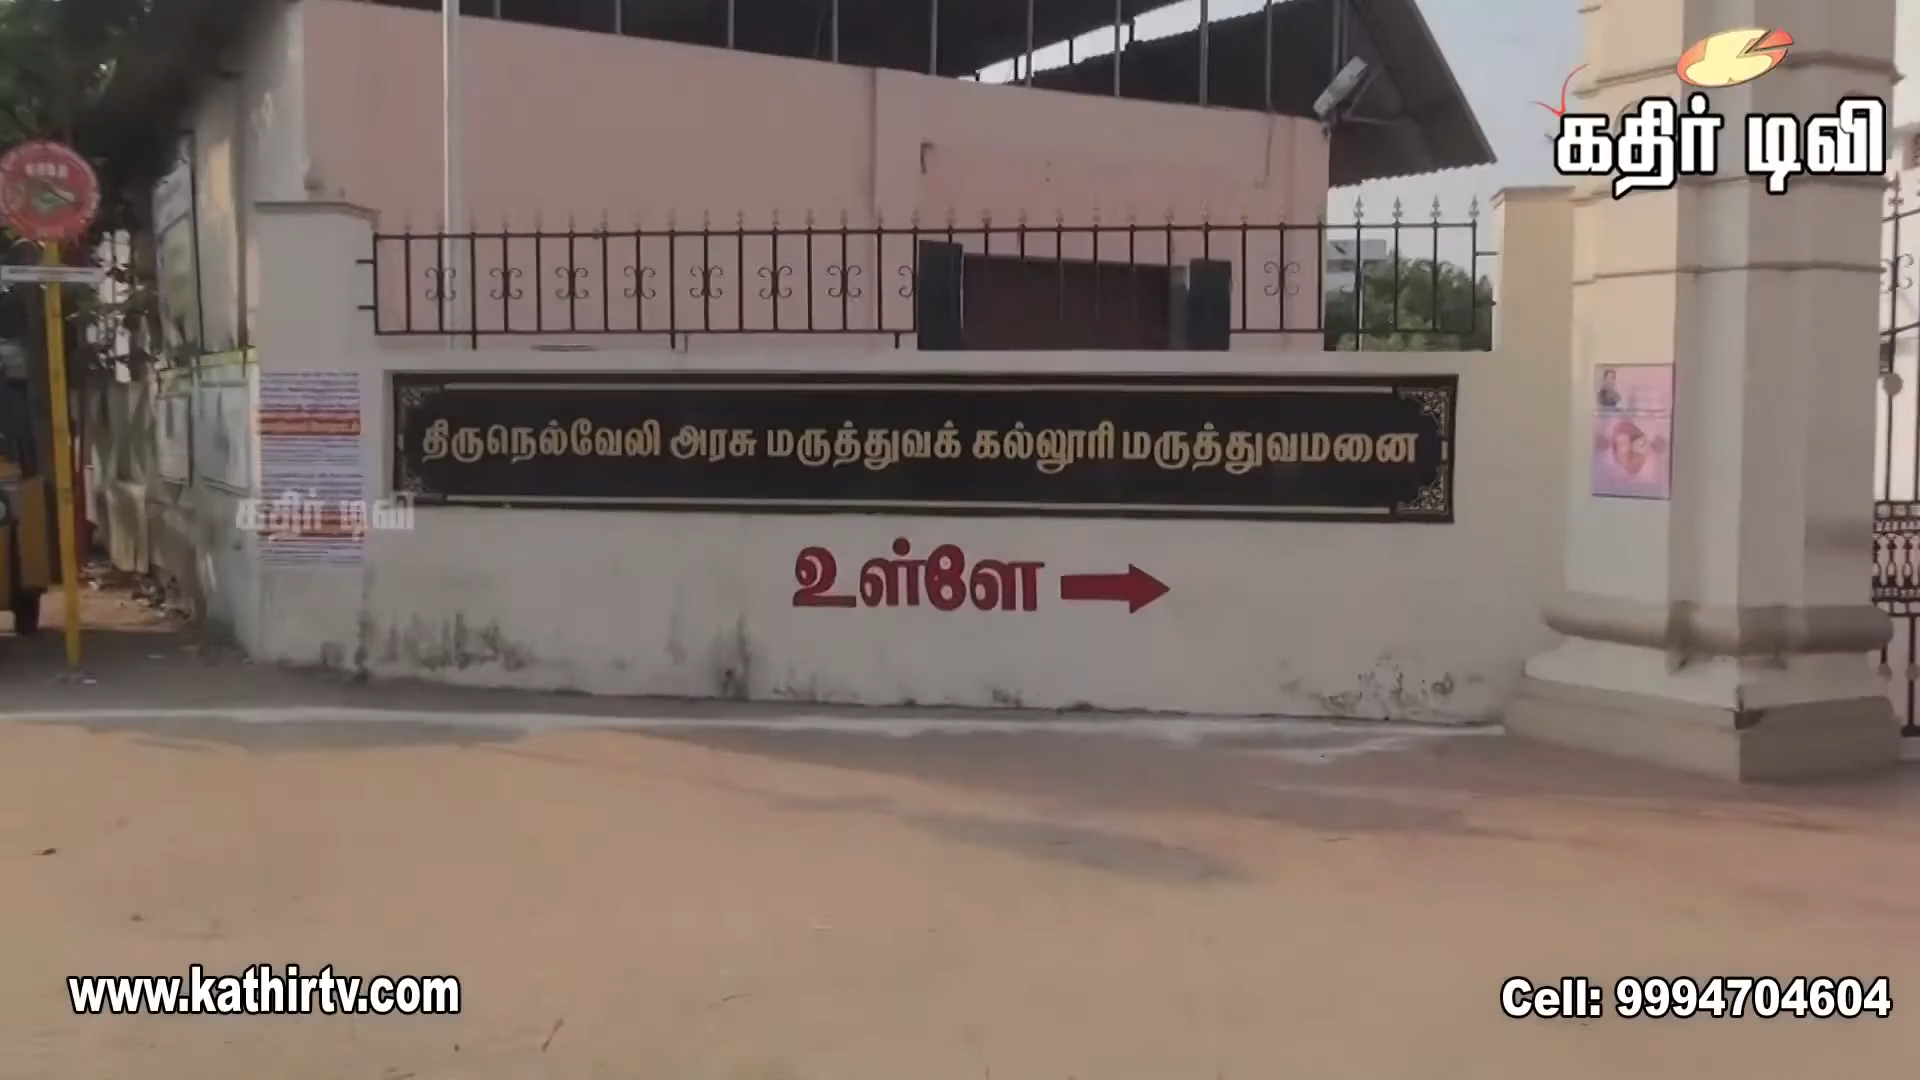 கதிர் டிவி
திருநெல்வேலி அரசு மருத்துவக் கல்லூரி மருத்துவமனை
கதிர் டிவி
உள்ளே
www.kathirtv.com
Cell: 9994704604